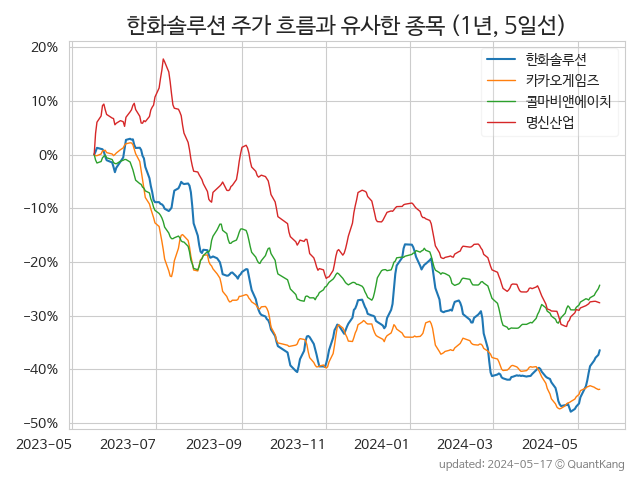 한화솔루션 주가 흐름과 유사한 종목 (1년, 5일선)
한화솔루션
카카오게임즈
콜마비앤에이치
명신산업
20%
10%
0%
−10%
−20%
−30%
−40%
−50%
2023−05
2023−07
2023−09
2023−11
2024−01
2024−03
2024−05
updated: 2024−05−17 © QuantKang